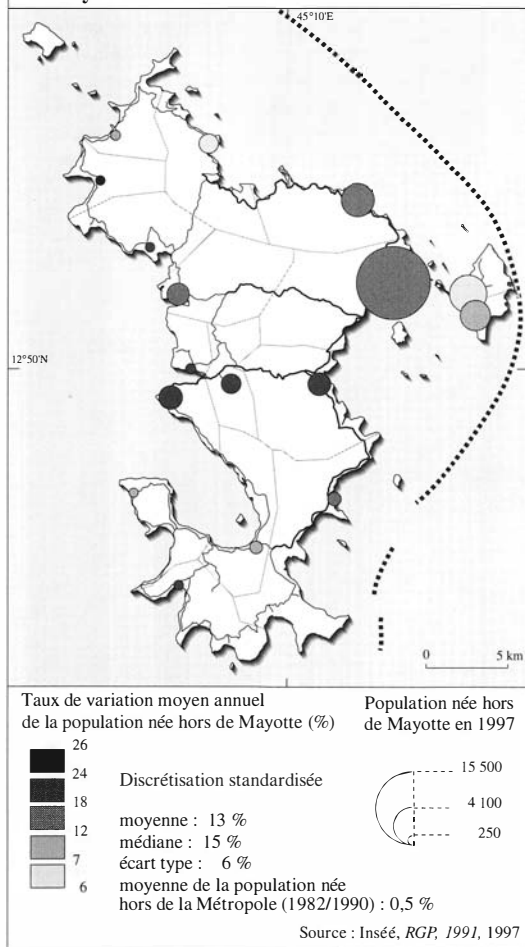 45°10'E
12°50'N
0 5 km
Taux de variation moyen annuel
de la population née hors de Mayotte (%)
26
24
18
12
7
6
Discrétisation standardisée
moyenne : 13 %
médiane : 15 %
écart type : 6 %
moyenne de la population née
hors de la Métropole (1982/1990) : 0,5 %
Population née hors
de Mayotte en 1997
15 500
4 100
250
Source : Inséé, RGP, 1991, 1997